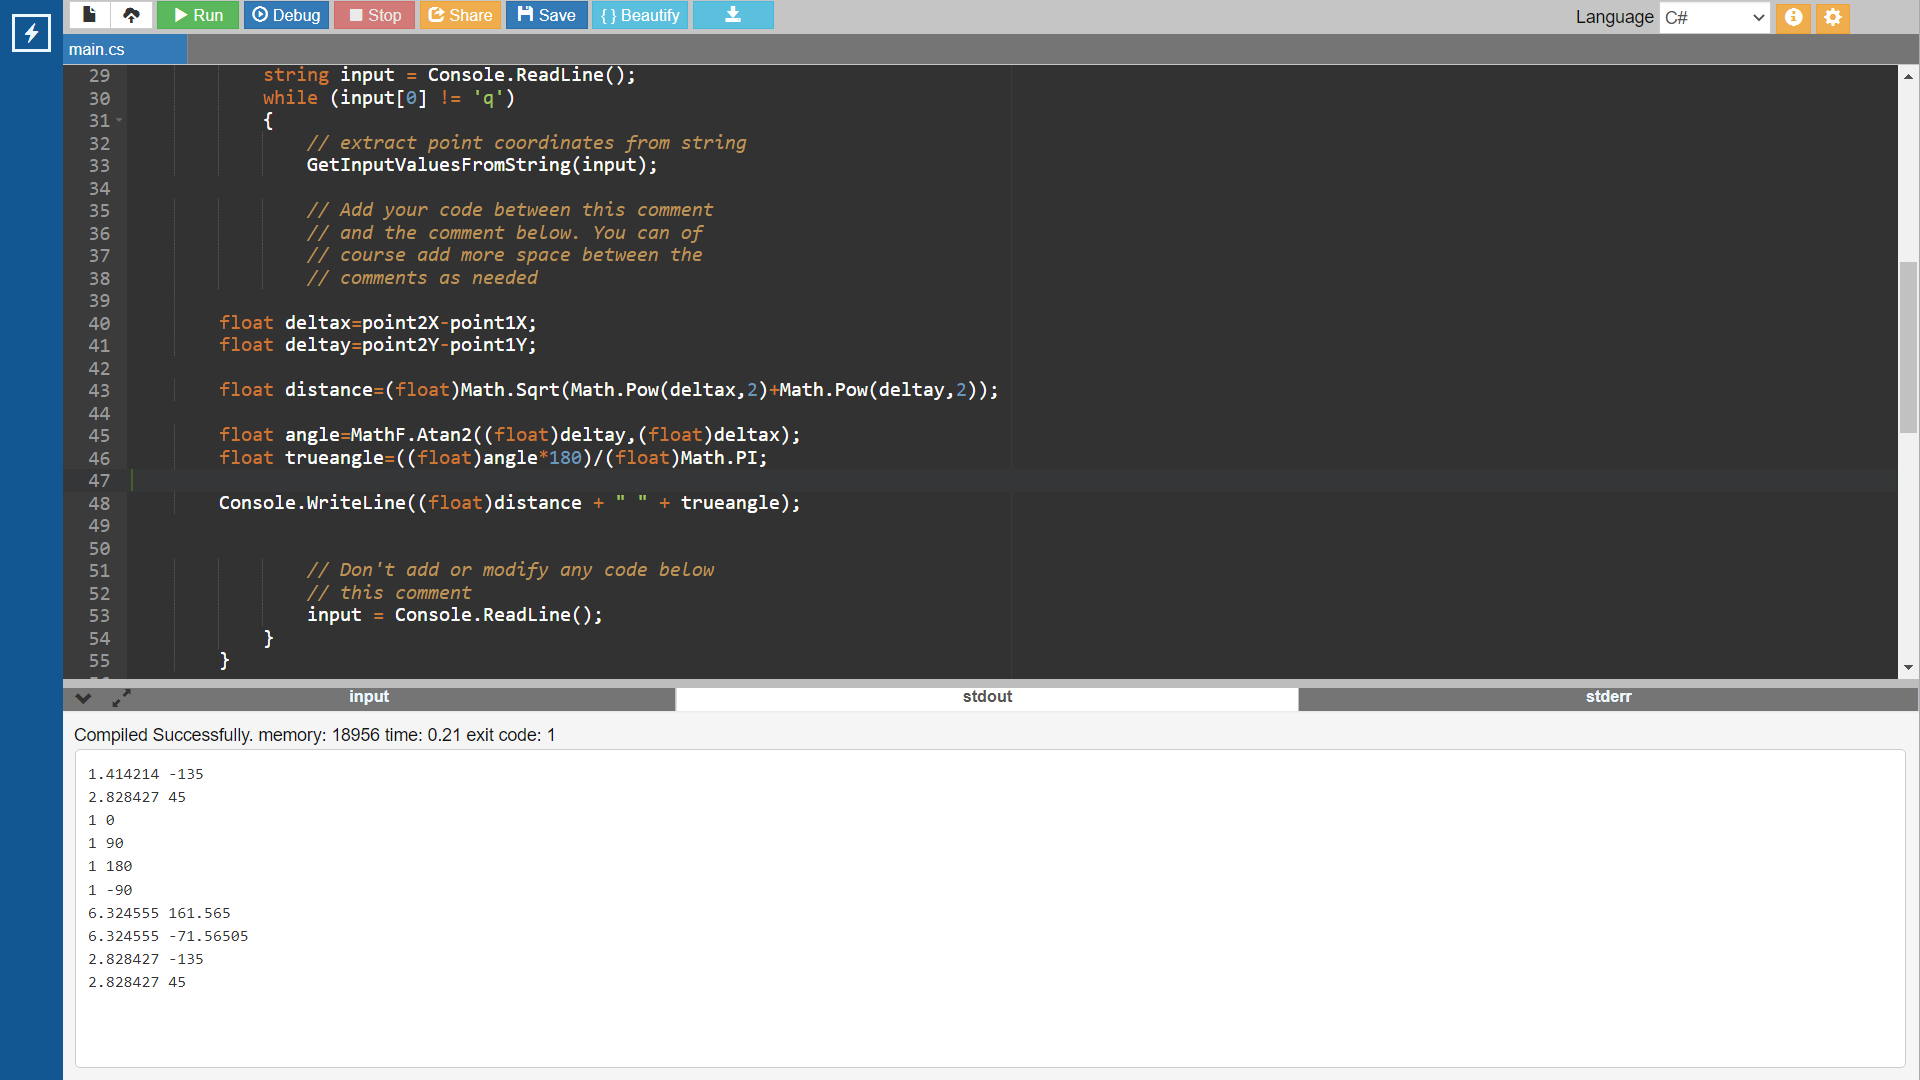 Run Debug Stop Share Save { } Beautify Language C#
main.cs
29 string input = Console.ReadLine();
30 while (input[0] != 'q')
31 {
32 // extract point coordinates from string
33 GetInputValuesFromString(input);
34
35 // Add your code between this comment
36 // and the comment below. You can of
37 // course add more space between the
38 // comments as needed
39
40 float deltax=point2X-point1X;
41 float deltay=point2Y-point1Y;
42
43 float distance=(float)Math.Sqrt(Math.Pow(deltax,2)+Math.Pow(deltay,2));
44
45 float angle=MathF.Atan2((float)deltay,(float)deltax);
46 float trueangle=((float)angle*180)/(float)Math.PI;
47
48 Console.WriteLine((float)distance + " " + trueangle);
49
50
51 // Don't add or modify any code below
52 // this comment
53 input = Console.ReadLine();
54 }
55 }
input stdout stderr
Compiled Successfully. memory: 18956 time: 0.21 exit code: 1
1.414214 -135
2.828427 45
1 0
1 90
1 180
1 -90
6.324555 161.565
6.324555 -71.56505
2.828427 -135
2.828427 45